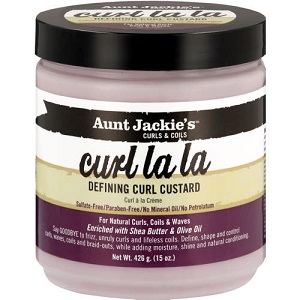 Aunt Jackie's
CURLS & COILS
curl la la
DEFINING CURL CUSTARD
Curl à la Crème
Sulfate-Free/Paraben-Free/No Mineral Oil/No Petrolatum
For Natural Curls, Coils & Waves
Enriched with Shea Butter & Olive Oil
Say GOODBYE to frizz, unruly curls and lifeless coils. Define, shape and control
curls, waves, coils and braid-outs, while adding moisture, shine and natural conditioning.
Net Wt. 426 g (15 oz.)